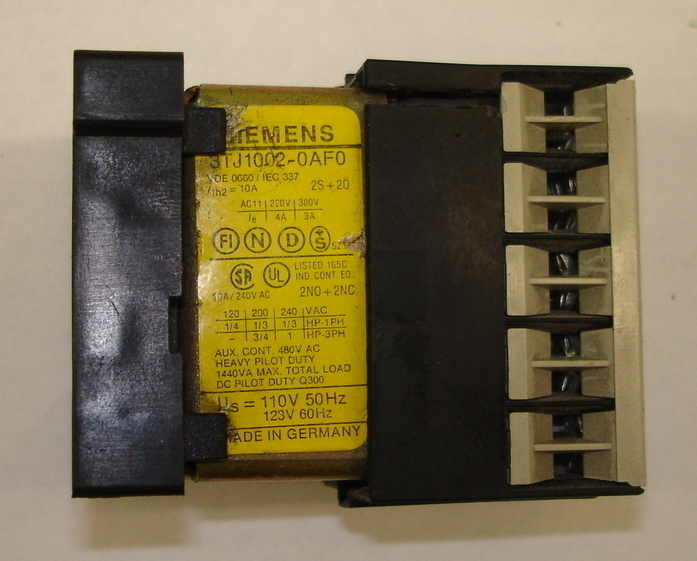 SIEMENS
3TJ1002-0AF0
VDE 0660 / IEC 337
Ith2 = 10A 2S+2Ö
AC11 220V 380V
Ie 4A 3A
FI N D S
SA UL LISTED 165C
IND. CONT. EQ.
10A / 240V AC 2NO+2NC
120 200 240 VAC
1/4 1/3 1/3 HP-1PH
– 3/4 1 HP-3PH
AUX. CONT. 480V AC
HEAVY PILOT DUTY
1440VA MAX. TOTAL LOAD
DC PILOT DUTY Q300
Us = 110V 50Hz
123V 60Hz
MADE IN GERMANY